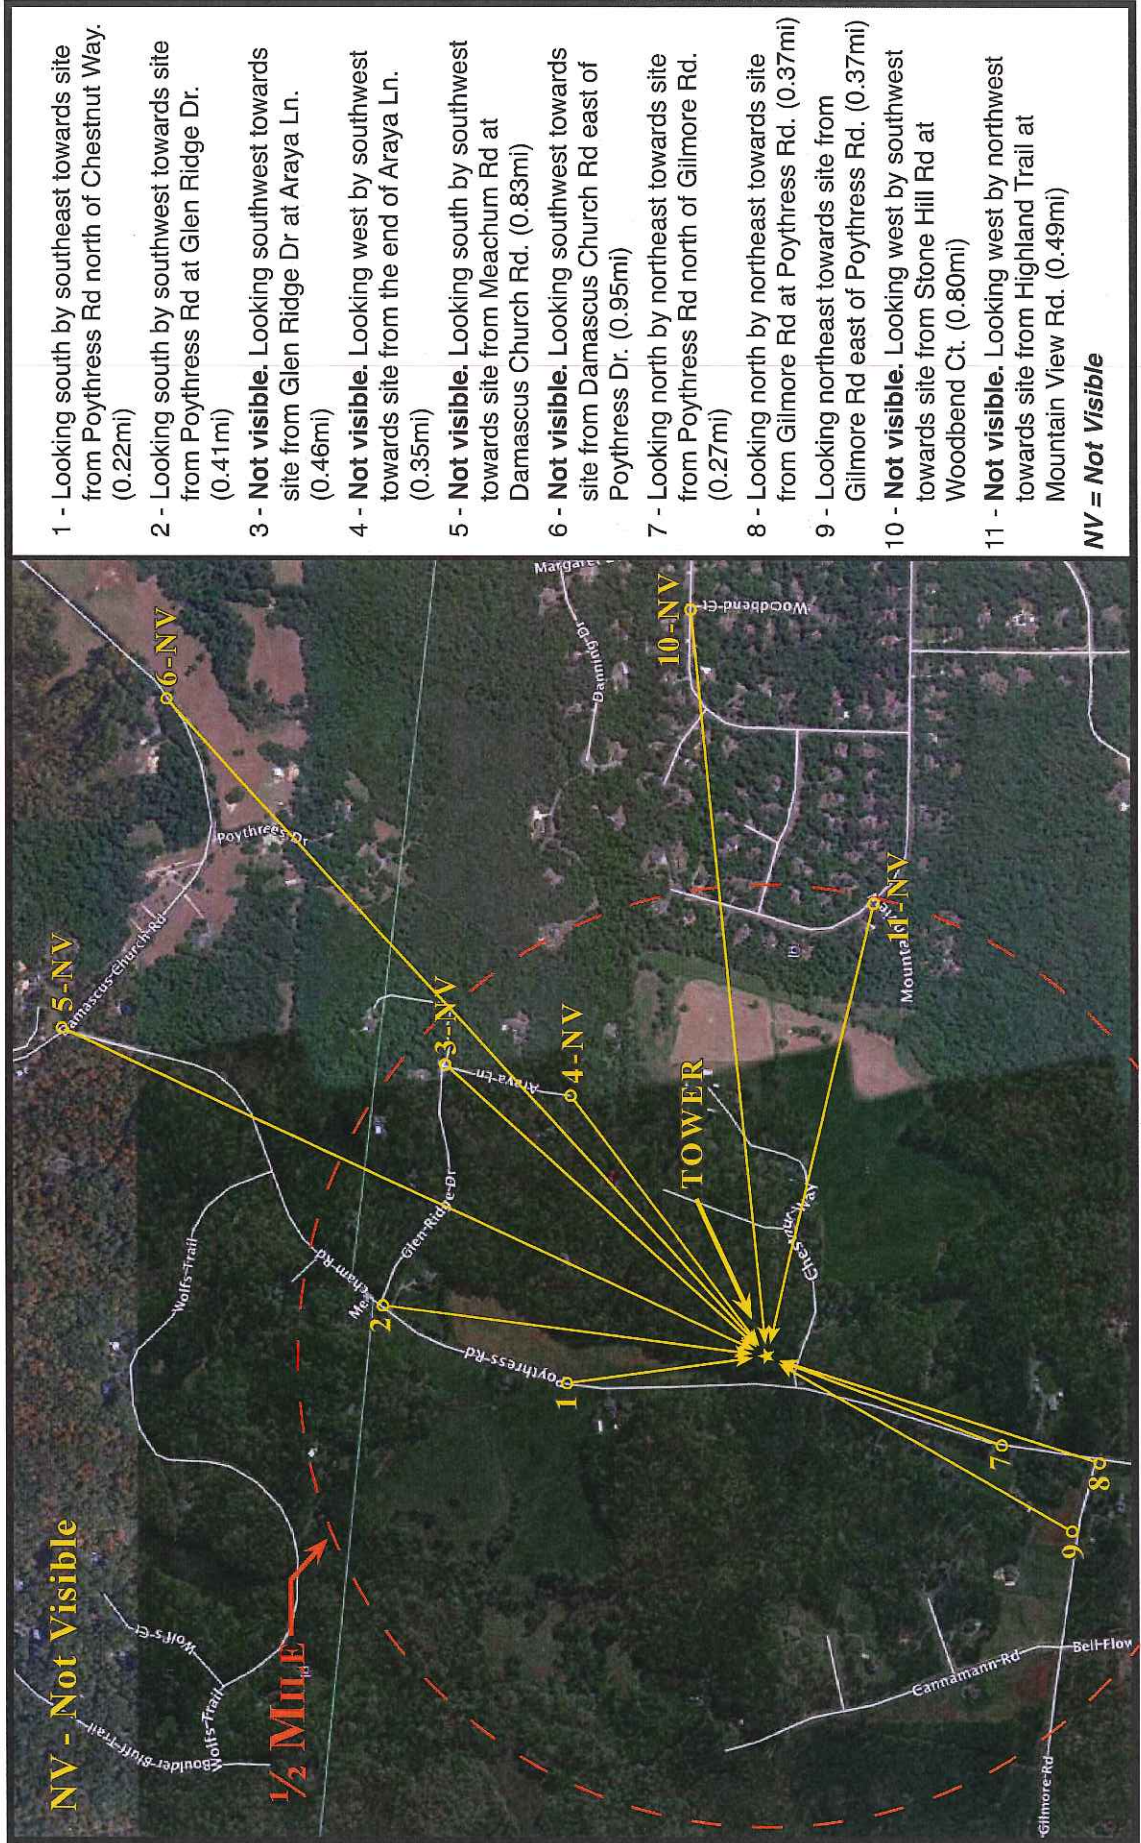 NV - Not Visible
1/2 MILE
TOWER
1
2
3-NV
4-NV
5-NV
6-NV
7
8
9
10-NV
11-NV
Boulder-Bluff-Trail
Wolfs-Ct
Wolfs-Trail
Wolfs-Trail
Damascus-Church-Rd
Poythrees-Dr
Glen-Ridge-Dr
Araya-Ln
Poythress-Rd
Danning-Dr
Woodbend-Ct
Cannamann-Rd
Bell-Flow
Gilmore-Rd
1 - Looking south by southeast towards site
from Poythress Rd north of Chestnut Way.
(0.22mi)
2 - Looking south by southwest towards site
from Poythress Rd at Glen Ridge Dr.
(0.41mi)
3 - Not visible. Looking southwest towards
site from Glen Ridge Dr at Araya Ln.
(0.46mi)
4 - Not visible. Looking west by southwest
towards site from the end of Araya Ln.
(0.35mi)
5 - Not visible. Looking south by southwest
towards site from Meachum Rd at
Damascus Church Rd. (0.83mi)
6 - Not visible. Looking southwest towards
site from Damascus Church Rd east of
Poythress Dr. (0.95mi)
7 - Looking north by northeast towards site
from Poythress Rd north of Gilmore Rd.
(0.27mi)
8 - Looking north by northeast towards site
from Gilmore Rd at Poythress Rd. (0.37mi)
9 - Looking northeast towards site from
Gilmore Rd east of Poythress Rd. (0.37mi)
10 - Not visible. Looking west by southwest
towards site from Stone Hill Rd at
Woodbend Ct. (0.80mi)
11 - Not visible. Looking west by northwest
towards site from Highland Trail at
Mountain View Rd. (0.49mi)
NV = Not Visible